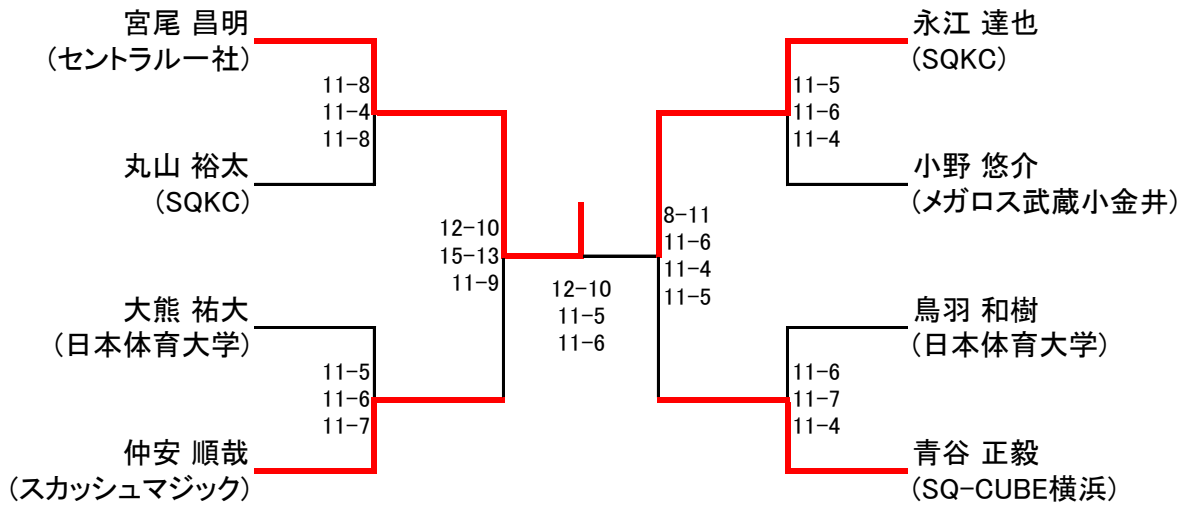 宮尾 昌明
(セントラル一社)
11-8
11-4
11-8
丸山 裕太
(SQKC)
12-10
15-13
11-9
大熊 祐大
(日本体育大学)
11-5
11-6
11-7
仲安 順哉
(スカッシュマジック)
12-10
11-5
11-6
永江 達也
(SQKC)
11-5
11-6
11-4
小野 悠介
(メガロス武蔵小金井)
8-11
11-6
11-4
11-5
鳥羽 和樹
(日本体育大学)
11-6
11-7
11-4
青谷 正毅
(SQ-CUBE横浜)